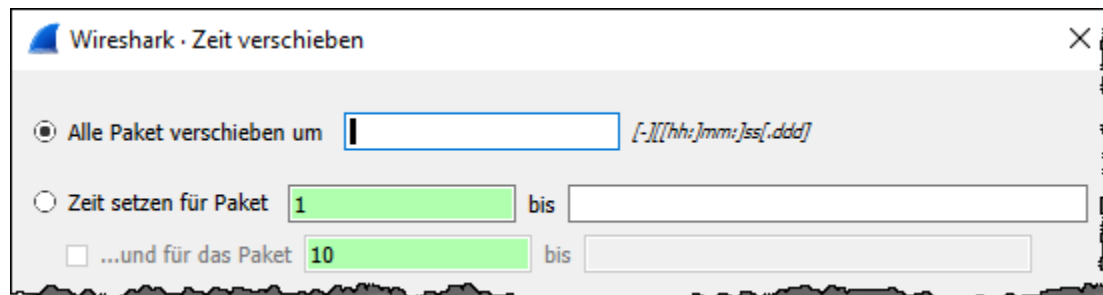 Wireshark · Zeit verschieben
Alle Paket verschieben um [-][[hh:]mm:]ss[.ddd]
Zeit setzen für Paket 1 bis
...und für das Paket 10 bis